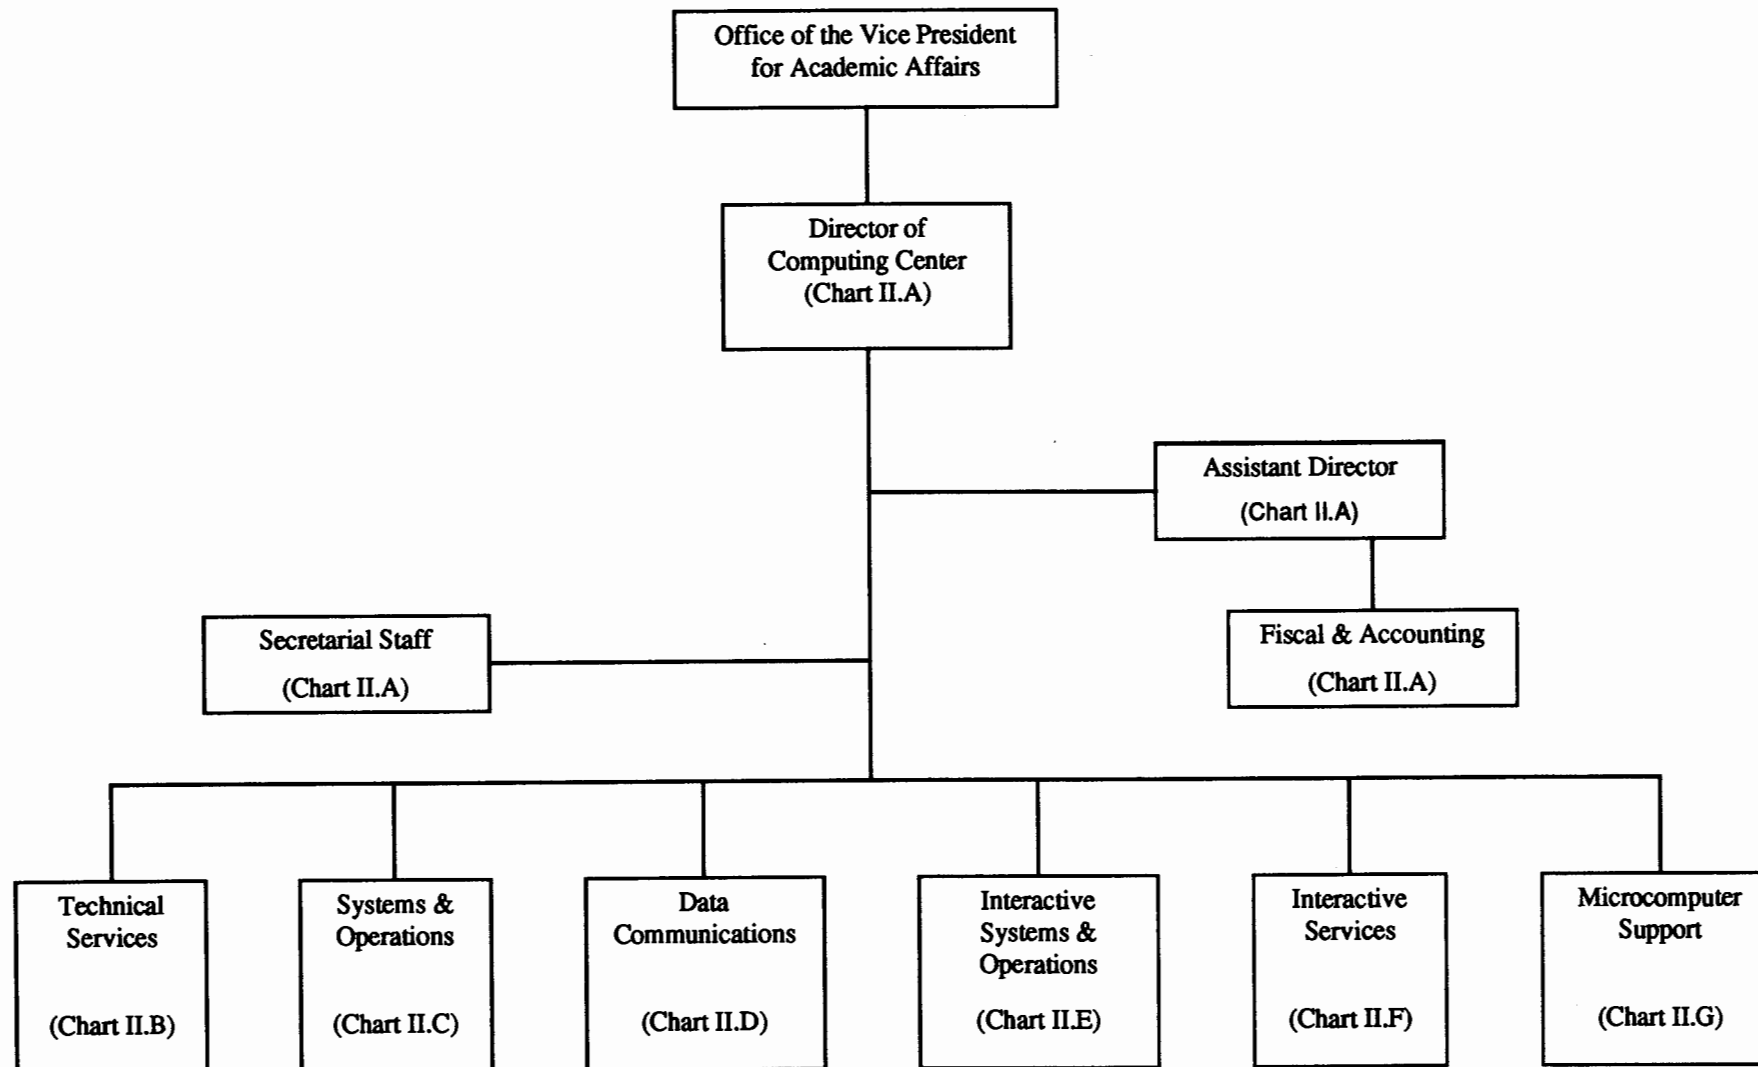 Office of the Vice President
for Academic Affairs
Director of
Computing Center
(Chart II.A)
Assistant Director
(Chart II.A)
Secretarial Staff
(Chart II.A)
Fiscal & Accounting
(Chart II.A)
Technical
Services
(Chart II.B)
Systems &
Operations
(Chart II.C)
Data
Communications
(Chart II.D)
Interactive
Systems &
Operations
(Chart II.E)
Interactive
Services
(Chart II.F)
Microcomputer
Support
(Chart II.G)